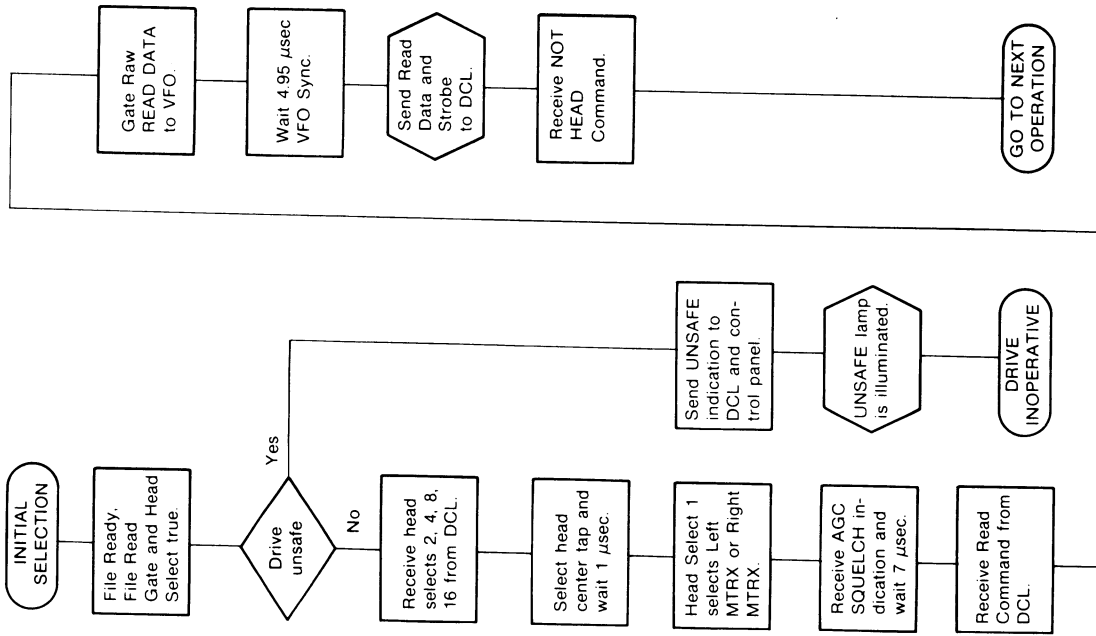 INITIAL
SELECTION
File Ready,
File Read
Gate and Head
Select true.
Drive
unsafe
Yes
No
Receive head
selects 2, 4, 8,
16 from DCL.
Select head
center tap and
wait 1 μsec.
Head Select 1
selects Left
MTRX or Right
MTRX.
Receive AGC
SQUELCH in-
dication and
wait 7 μsec.
Receive Read
Command from
DCL.
Send UNSAFE
indication to
DCL and con-
trol panel.
UNSAFE lamp
is illuminated.
DRIVE
INOPERATIVE
Gate Raw
READ DATA
to VFO.
Wait 4.95 μsec
VFO Sync.
Send Read
Data and
Strobe
to DCL.
Receive NOT
HEAD
Command.
GO TO NEXT
OPERATION